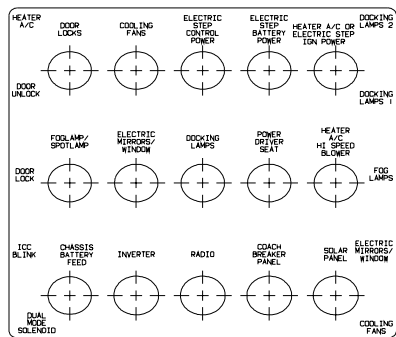 HEATER
A/C
DOOR
LOCKS
COOLING
FANS
ELECTRIC
STEP
CONTROL
POWER
ELECTRIC
STEP
BATTERY
POWER
HEATER A/C OR
ELECTRIC STEP
IGN POWER
DOCKING
LAMPS 2
DOOR
UNLOCK
DOCKING
LAMPS 1
DOOR
LOCK
FOGLAMP/
SPOTLAMP
ELECTRIC
MIRRORS/
WINDOW
DOCKING
LAMPS
POWER
DRIVER
SEAT
HEATER
A/C
HI SPEED
BLOWER
FOG
LAMPS
ICC
BLINK
CHASSIS
BATTERY
FEED
INVERTER
RADIO
COACH
BREAKER
PANEL
SOLAR
PANEL
ELECTRIC
MIRRORS/
WINDOW
DUAL
MODE
SOLENOID
COOLING
FANS